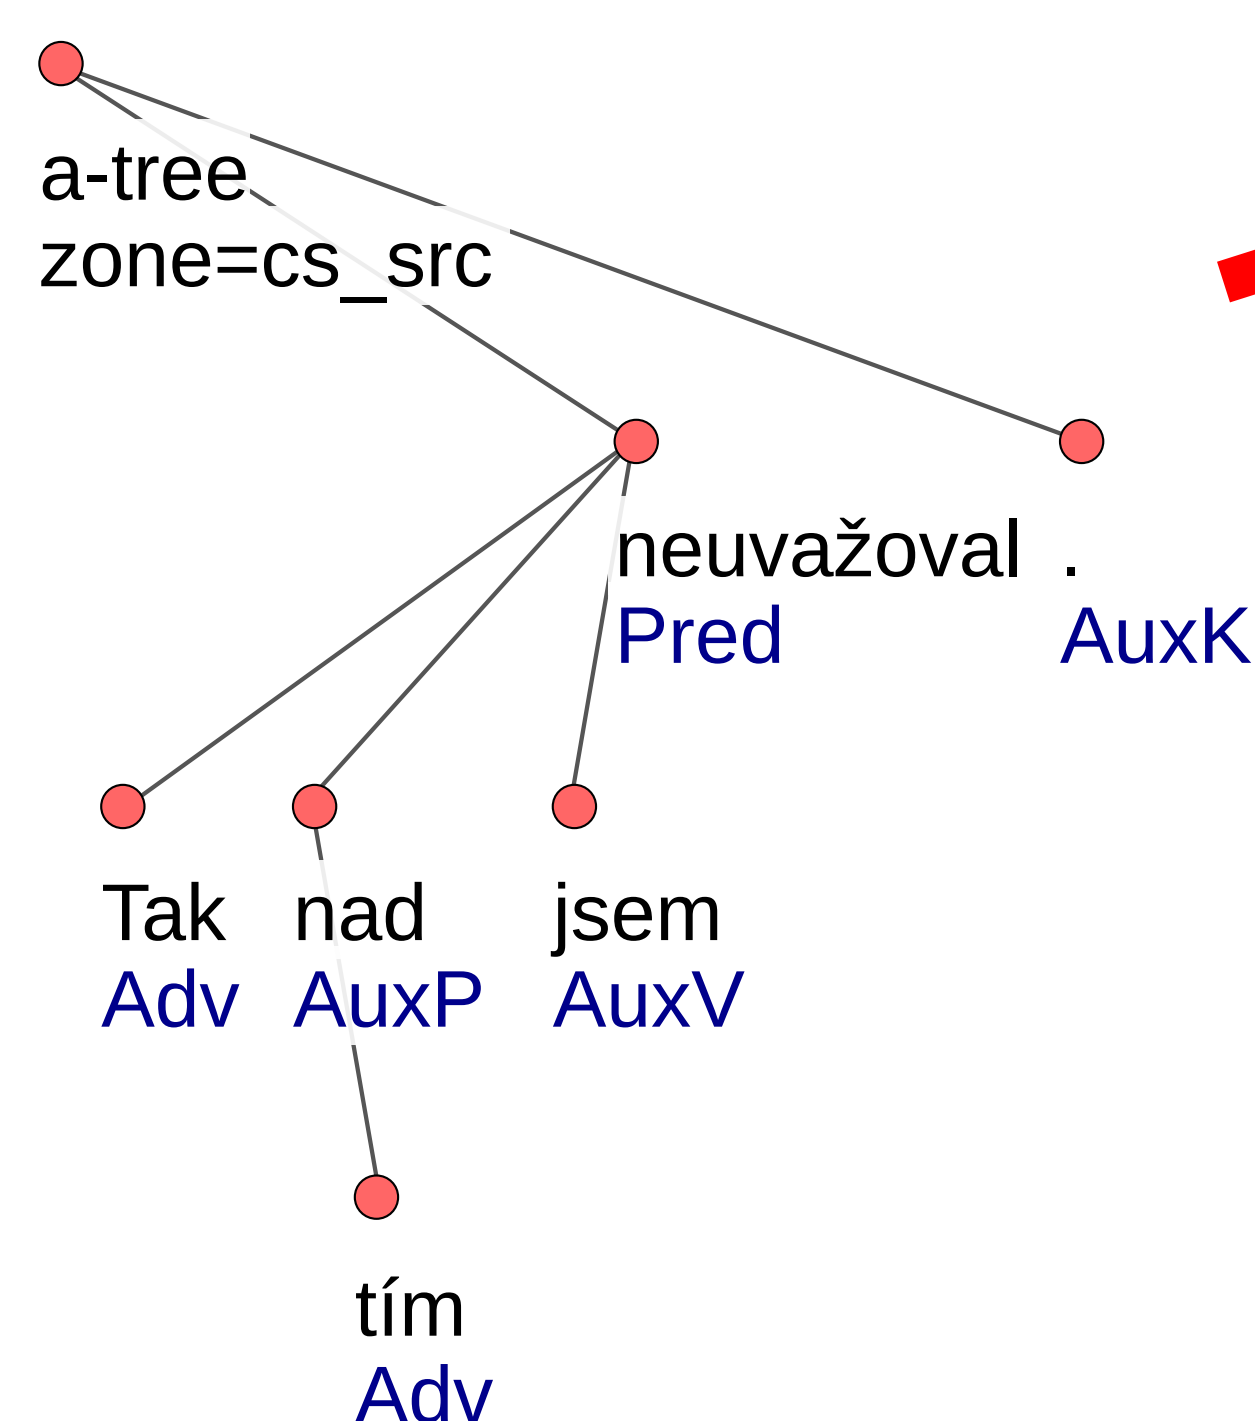 a-tree
zone=cs_src
neuvažoval .
Pred AuxK
Tak nad jsem
Adv AuxP AuxV
tím
Adv